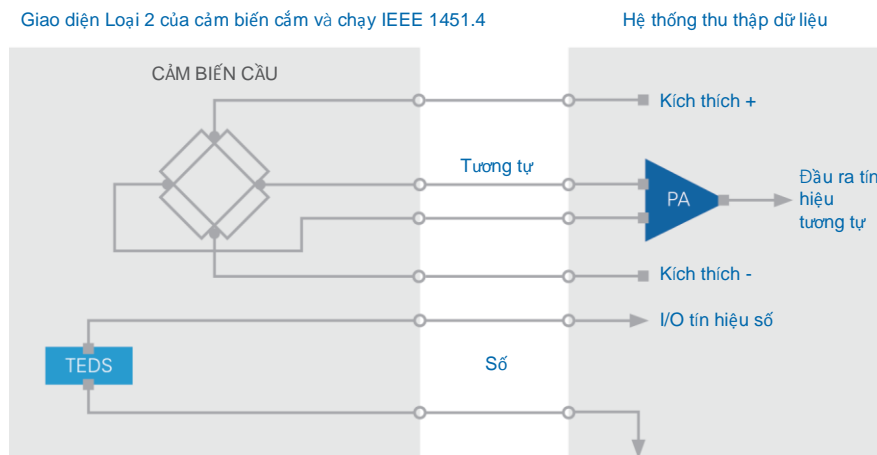 Giao diện Loại 2 của cảm biến cắm và chạy IEEE 1451.4
Hệ thống thu thập dữ liệu
CẢM BIẾN CẦU
Kích thích +
Tương tự
PA
Đầu ra tín
hiệu
tương tự
Kích thích -
I/O tín hiệu số
TEDS
Số